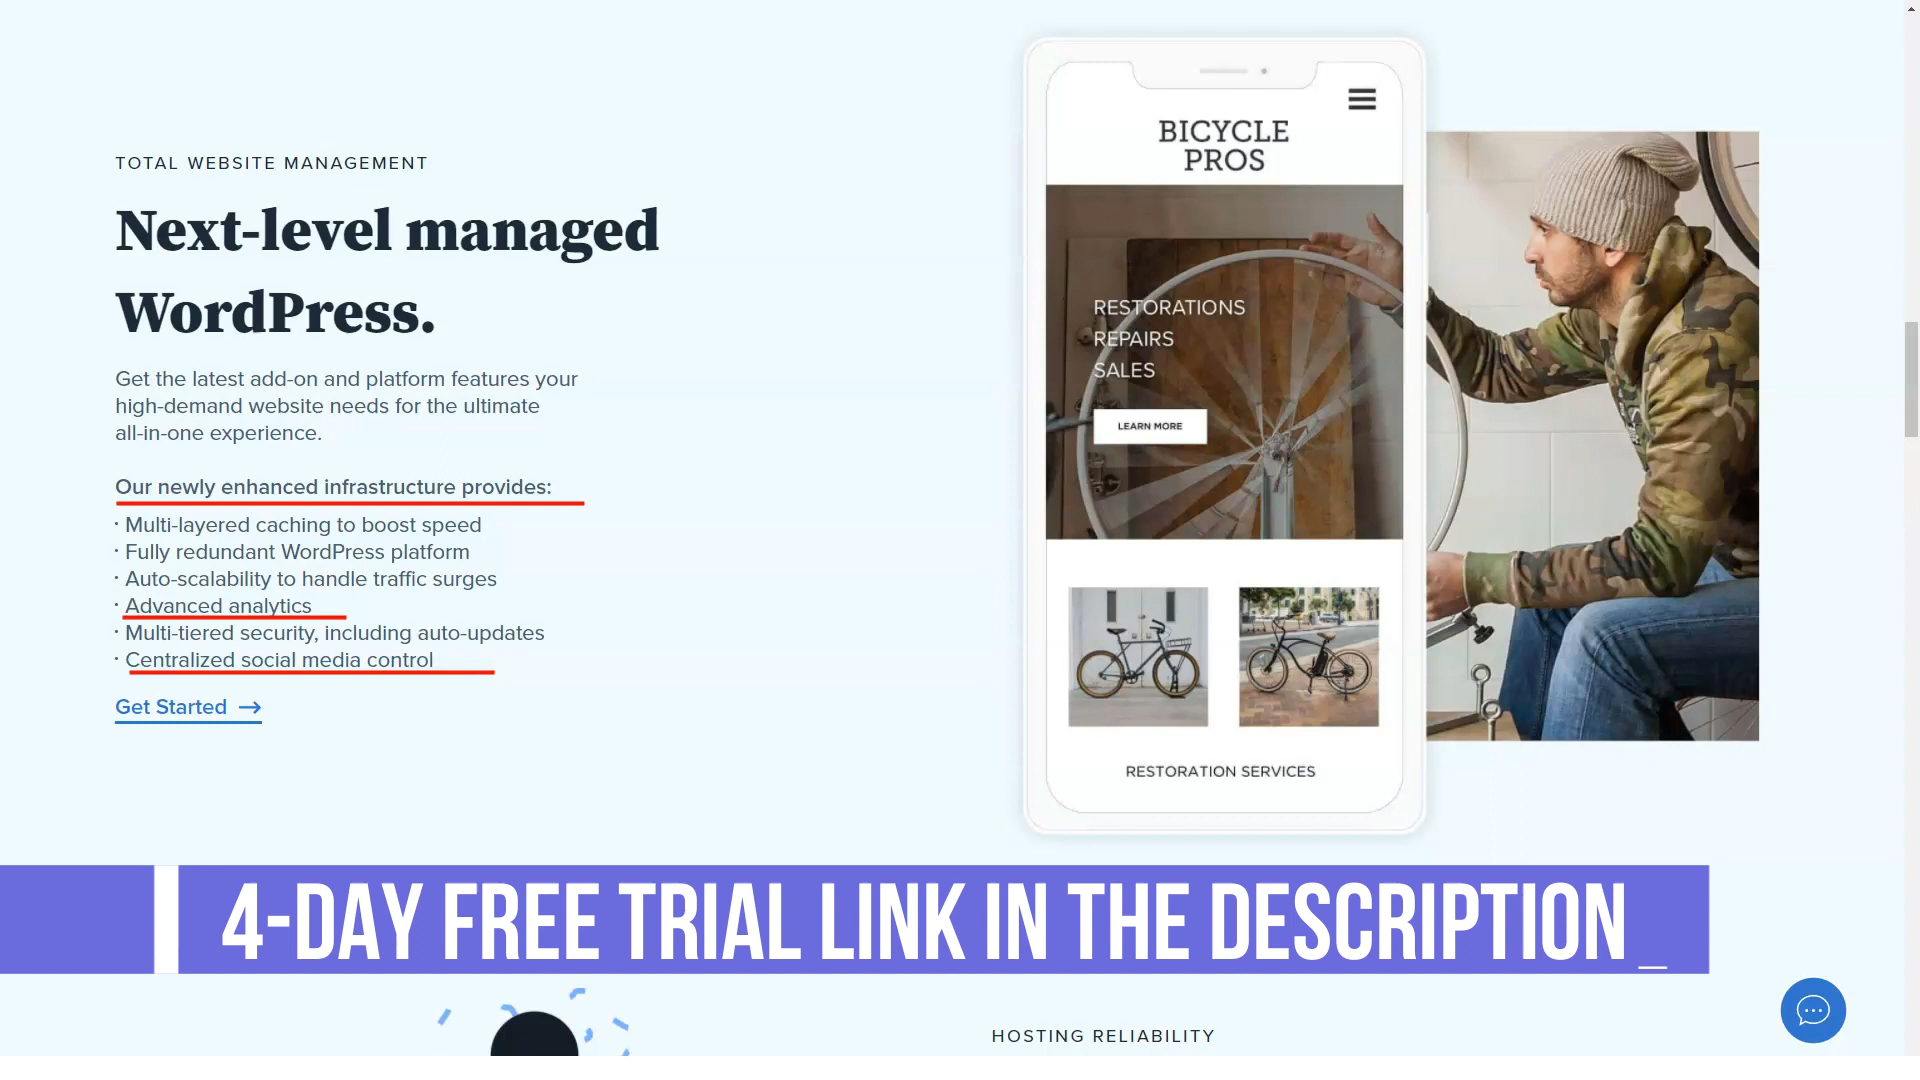 TOTAL WEBSITE MANAGEMENT
Next-level managed
WordPress.
Get the latest add-on and platform features your
high-demand website needs for the ultimate
all-in-one experience.
Our newly enhanced infrastructure provides:
· Multi-layered caching to boost speed
· Fully redundant WordPress platform
· Auto-scalability to handle traffic surges
· Advanced analytics
· Multi-tiered security, including auto-updates
· Centralized social media control
Get Started →
BICYCLE
PROS
RESTORATIONS
REPAIRS
SALES
LEARN MORE
RESTORATION SERVICES
4-DAY FREE TRIAL LINK IN THE DESCRIPTION_
HOSTING RELIABILITY